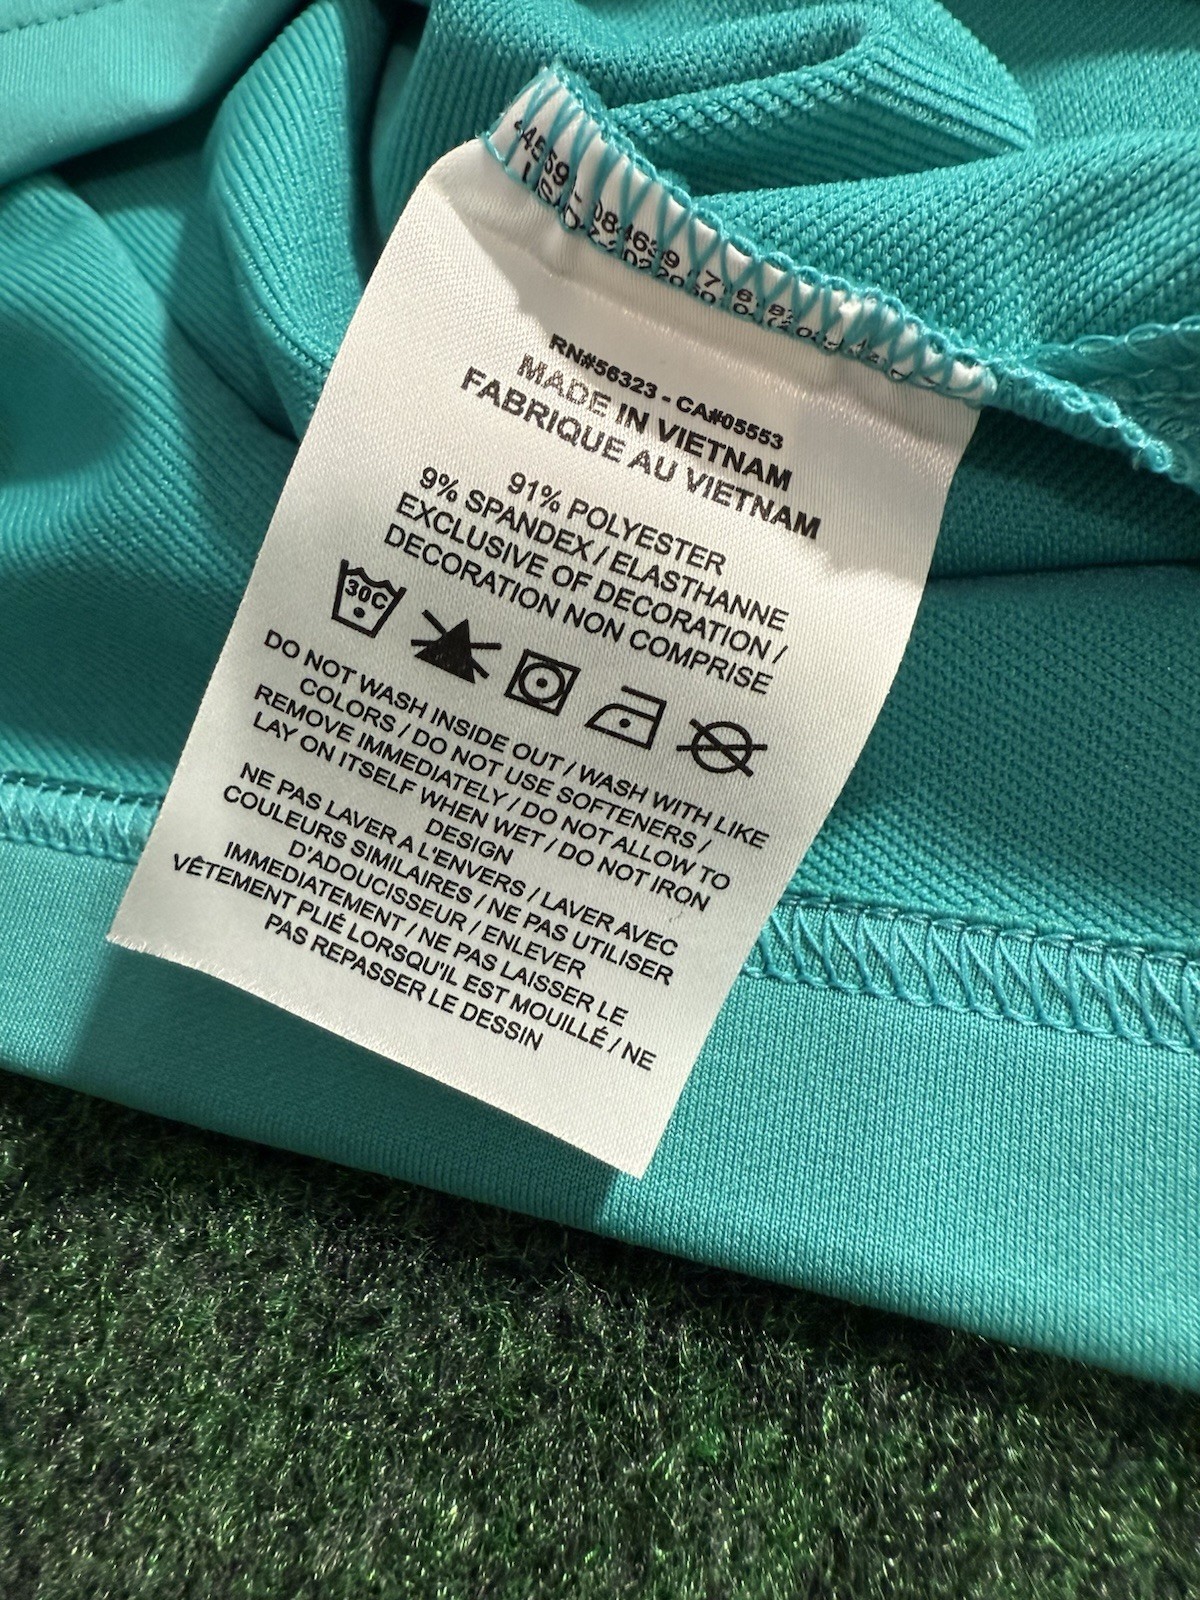 RN#56323 - CA#05553
MADE IN VIETNAM
FABRIQUE AU VIETNAM
91% POLYESTER
9% SPANDEX / ELASTHANNE
EXCLUSIVE OF DECORATION /
DECORATION NON COMPRISE
30C
DO NOT WASH INSIDE OUT / WASH WITH LIKE
COLORS / DO NOT USE SOFTENERS /
REMOVE IMMEDIATELY / DO NOT ALLOW TO
LAY ON ITSELF WHEN WET / DO NOT IRON
DESIGN
NE PAS LAVER A L'ENVERS / LAVER AVEC
COULEURS SIMILAIRES / NE PAS UTILISER
D'ADOUCISSEUR / ENLEVER
IMMEDIATEMENT / NE PAS LAISSER LE
VÊTEMENT PLIÉ LORSQU'IL EST MOUILLÉ / NE
PAS REPASSER LE DESSIN